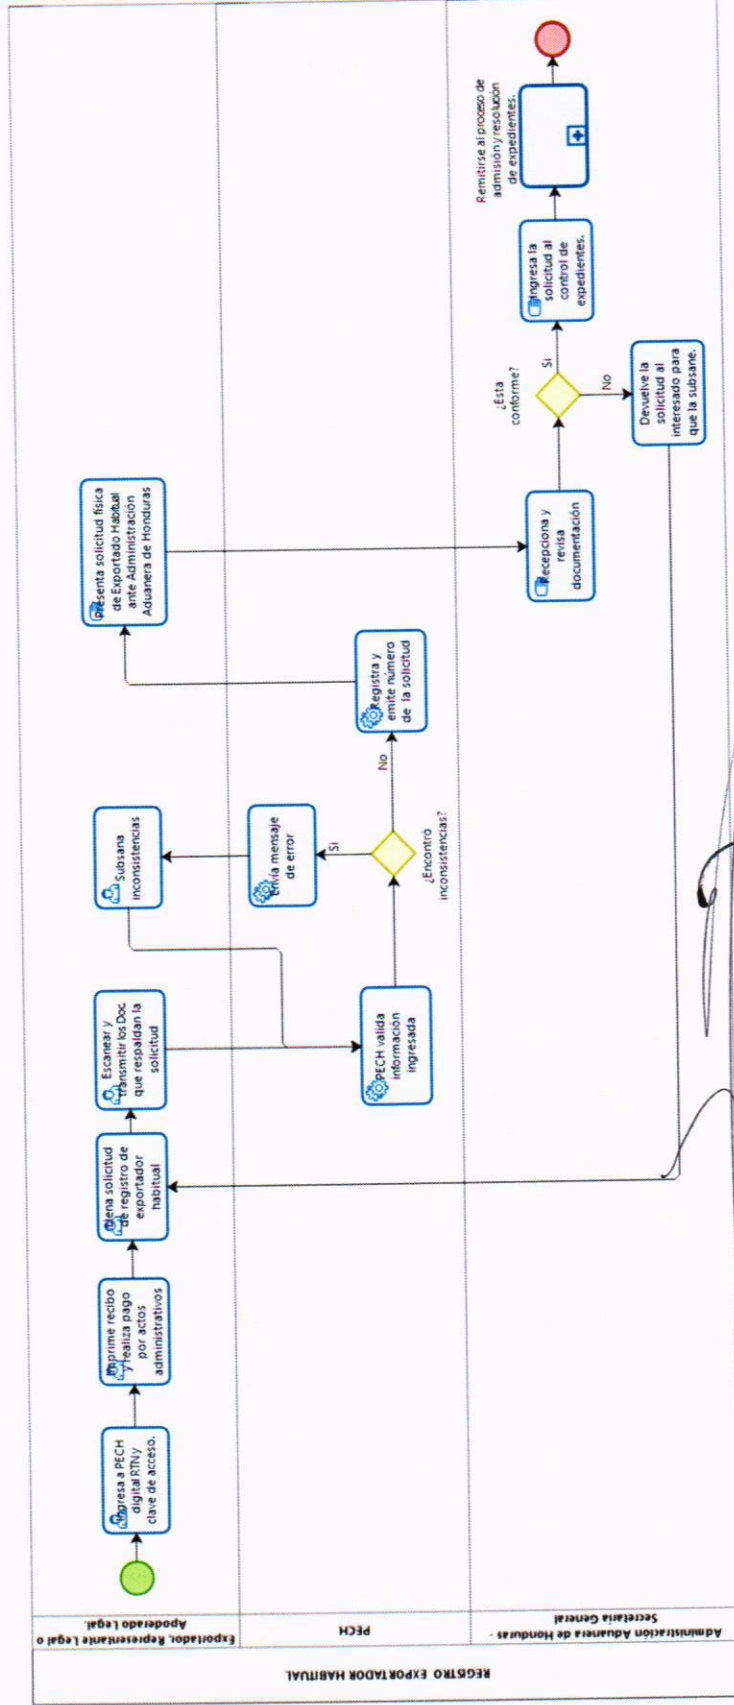 REGISTRO EXPORTADOR HABITUAL
Exportador, Representante Legal o
Apoderado Legal.
Ingresa a PECH
digital RTN y
clave de acceso.
Imprime recibo
y realiza pago
por actos
administrativos
Llena solicitud
de registro de
exportador
habitual
Escanear y
transmitir los Doc.
que respaldan la
solicitud
Subsana
inconsistencias
Presenta solicitud física
de Exportado Habitual
ante Administración
Aduanera de Honduras
PECH
PECH valida
información
ingresada
¿Encontró
inconsistencias?
Si
Envía mensaje
de error
No
Registra y
emite número
de la solicitud
Administración Aduanera de Honduras -
Secretaria General
Recepciona y
revisa
documentación
¿Esta
conforme?
Si
No
Ingresa la
solicitud al
control de
expedientes.
Devuelve la
solicitud al
interesado para
que la subsane.
Remitirse al proceso de
admisión y resolución
de expedientes.